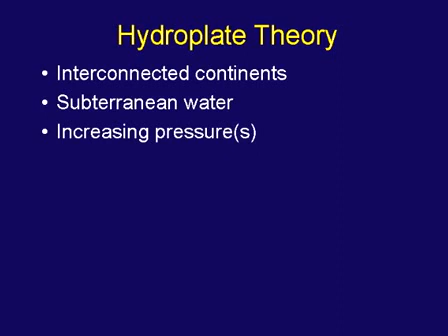 Hydroplate Theory
• Interconnected continents
• Subterranean water
• Increasing pressure(s)